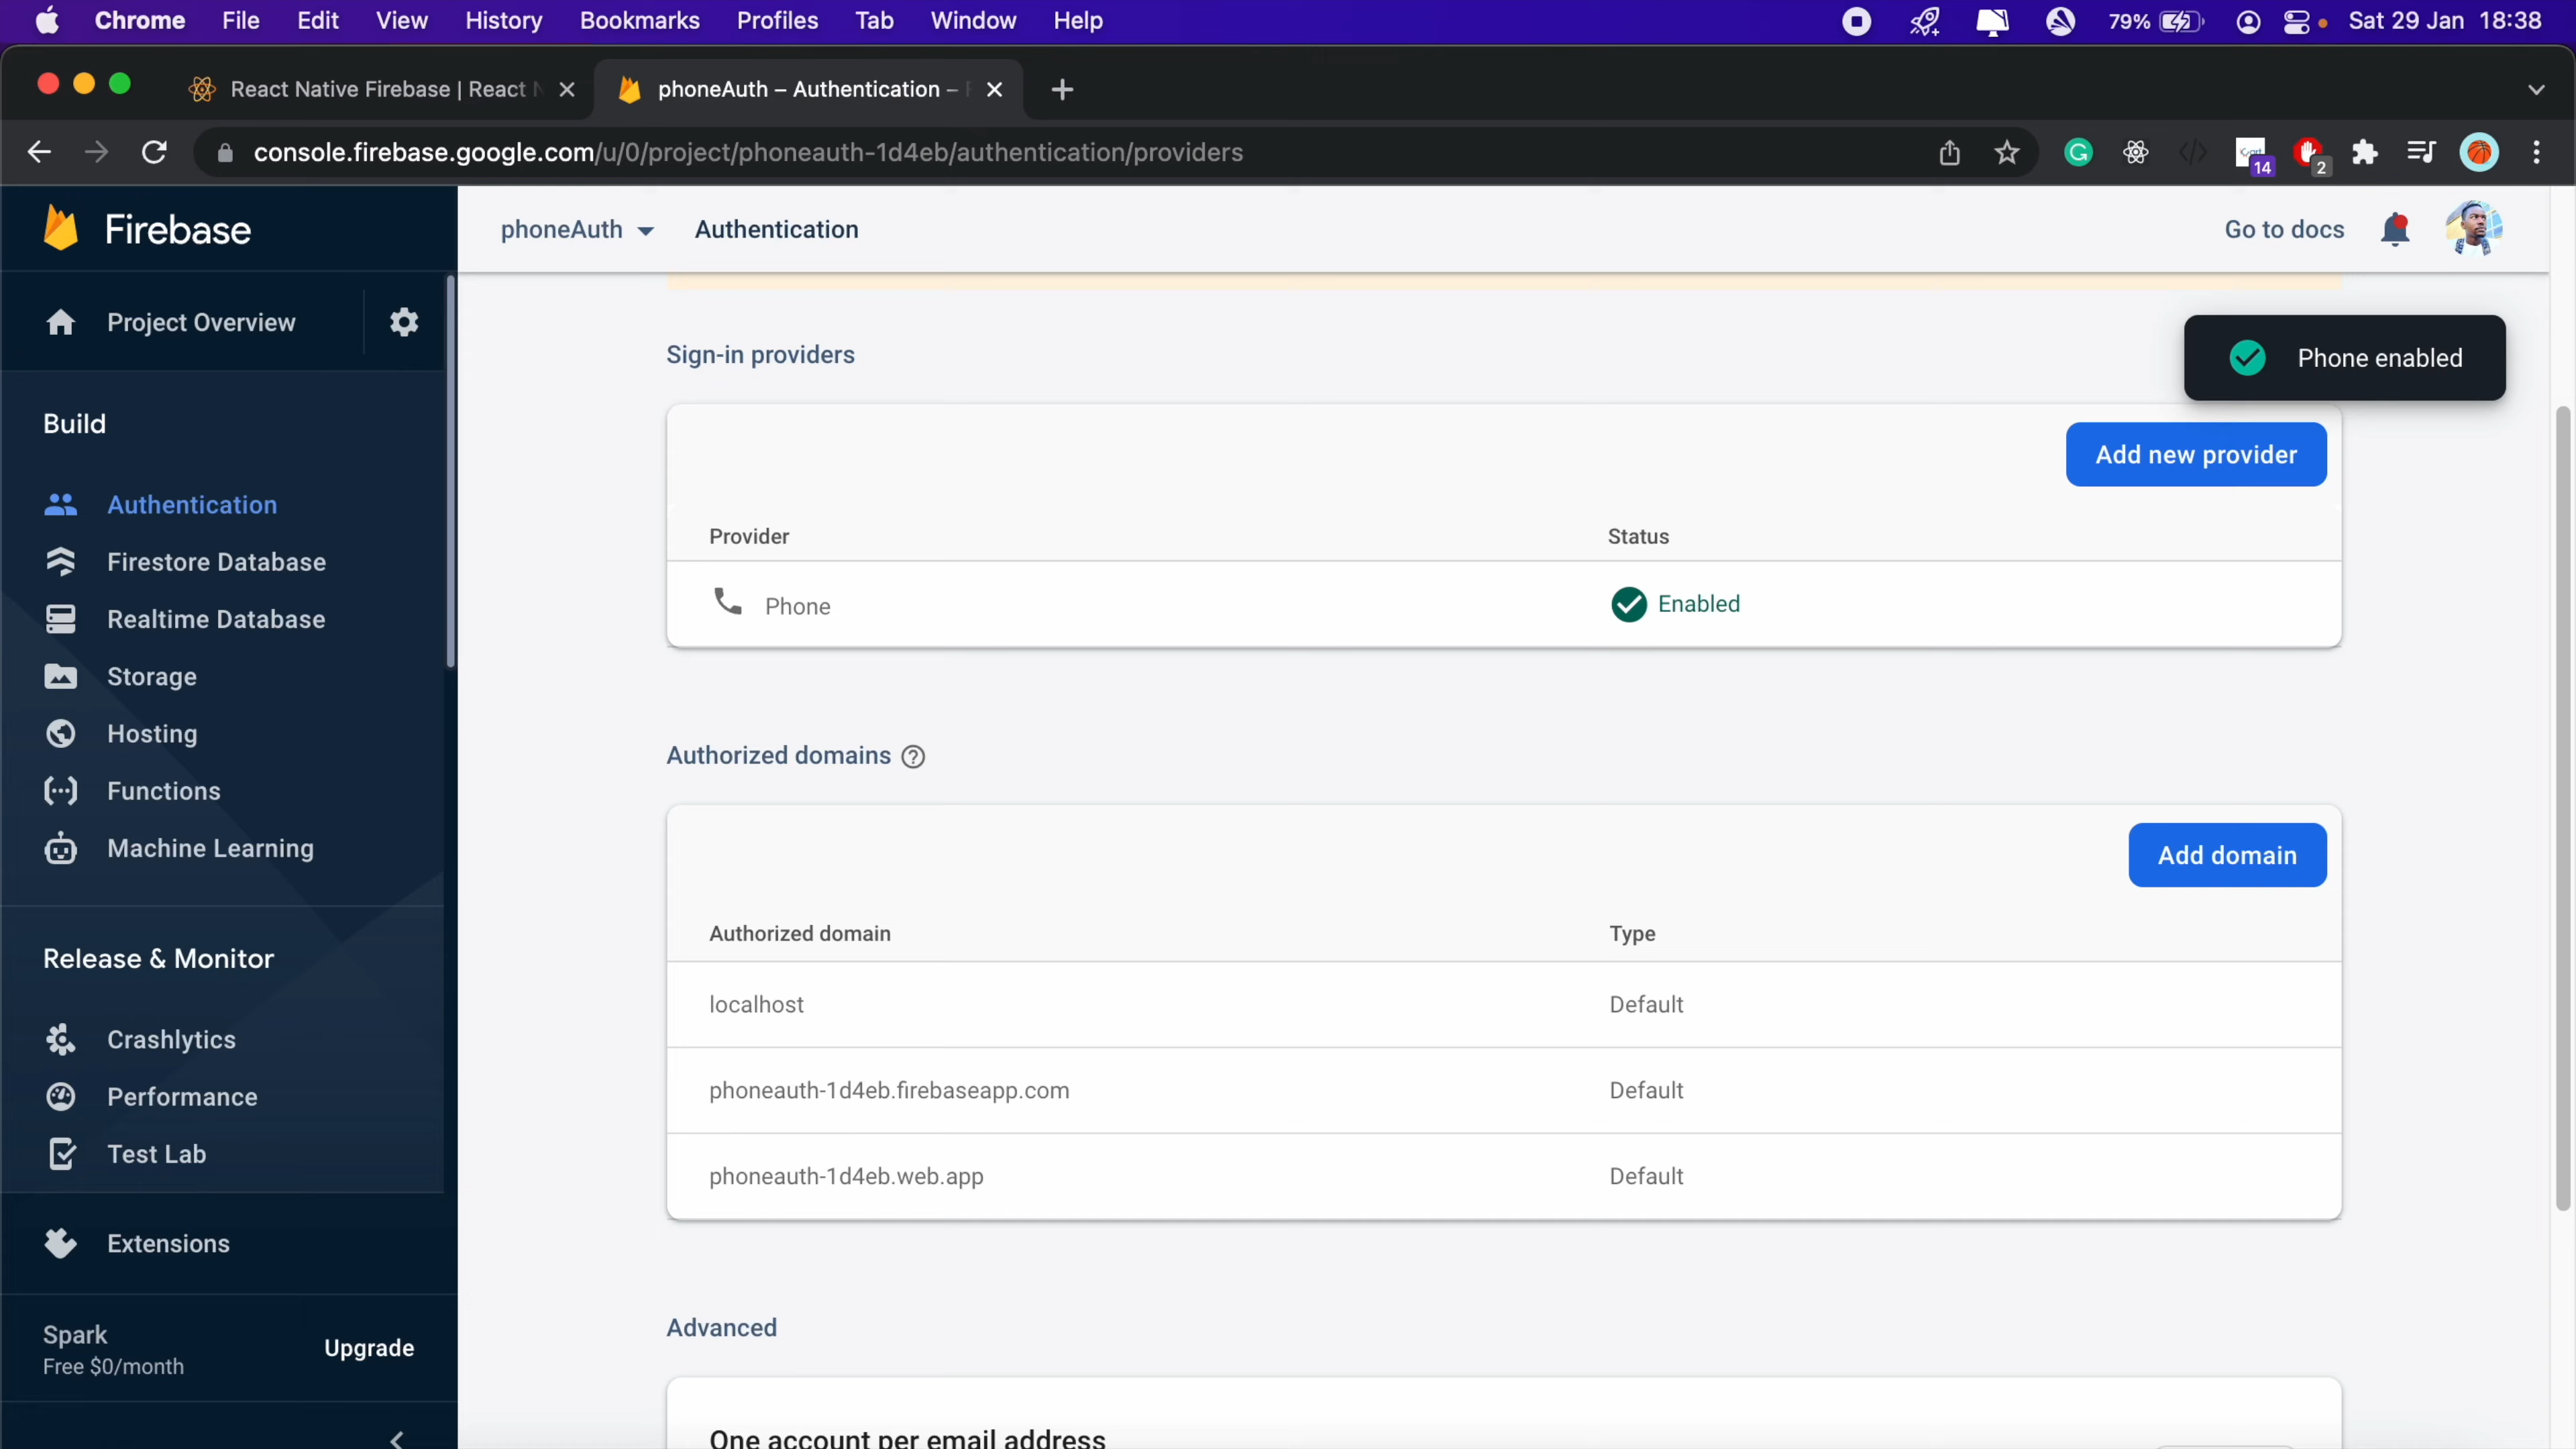 Chrome File Edit View History Bookmarks Profiles Tab Window Help 79% Sat 29 Jan 18:38
React Native Firebase | React phoneAuth – Authentication –
console.firebase.google.com/u/0/project/phoneauth-1d4eb/authentication/providers 14 2
Firebase phoneAuth Authentication Go to docs
Project Overview
Sign-in providers
Phone enabled
Build
Add new provider
Authentication
Provider Status
Firestore Database
Phone Enabled
Realtime Database
Storage
Hosting
Authorized domains
Functions
Machine Learning
Add domain
Authorized domain Type
Release & Monitor
localhost Default
Crashlytics
phoneauth-1d4eb.firebaseapp.com Default
Performance
Test Lab
phoneauth-1d4eb.web.app Default
Extensions
Advanced
Spark
Free $0/month
Upgrade
One account per email address